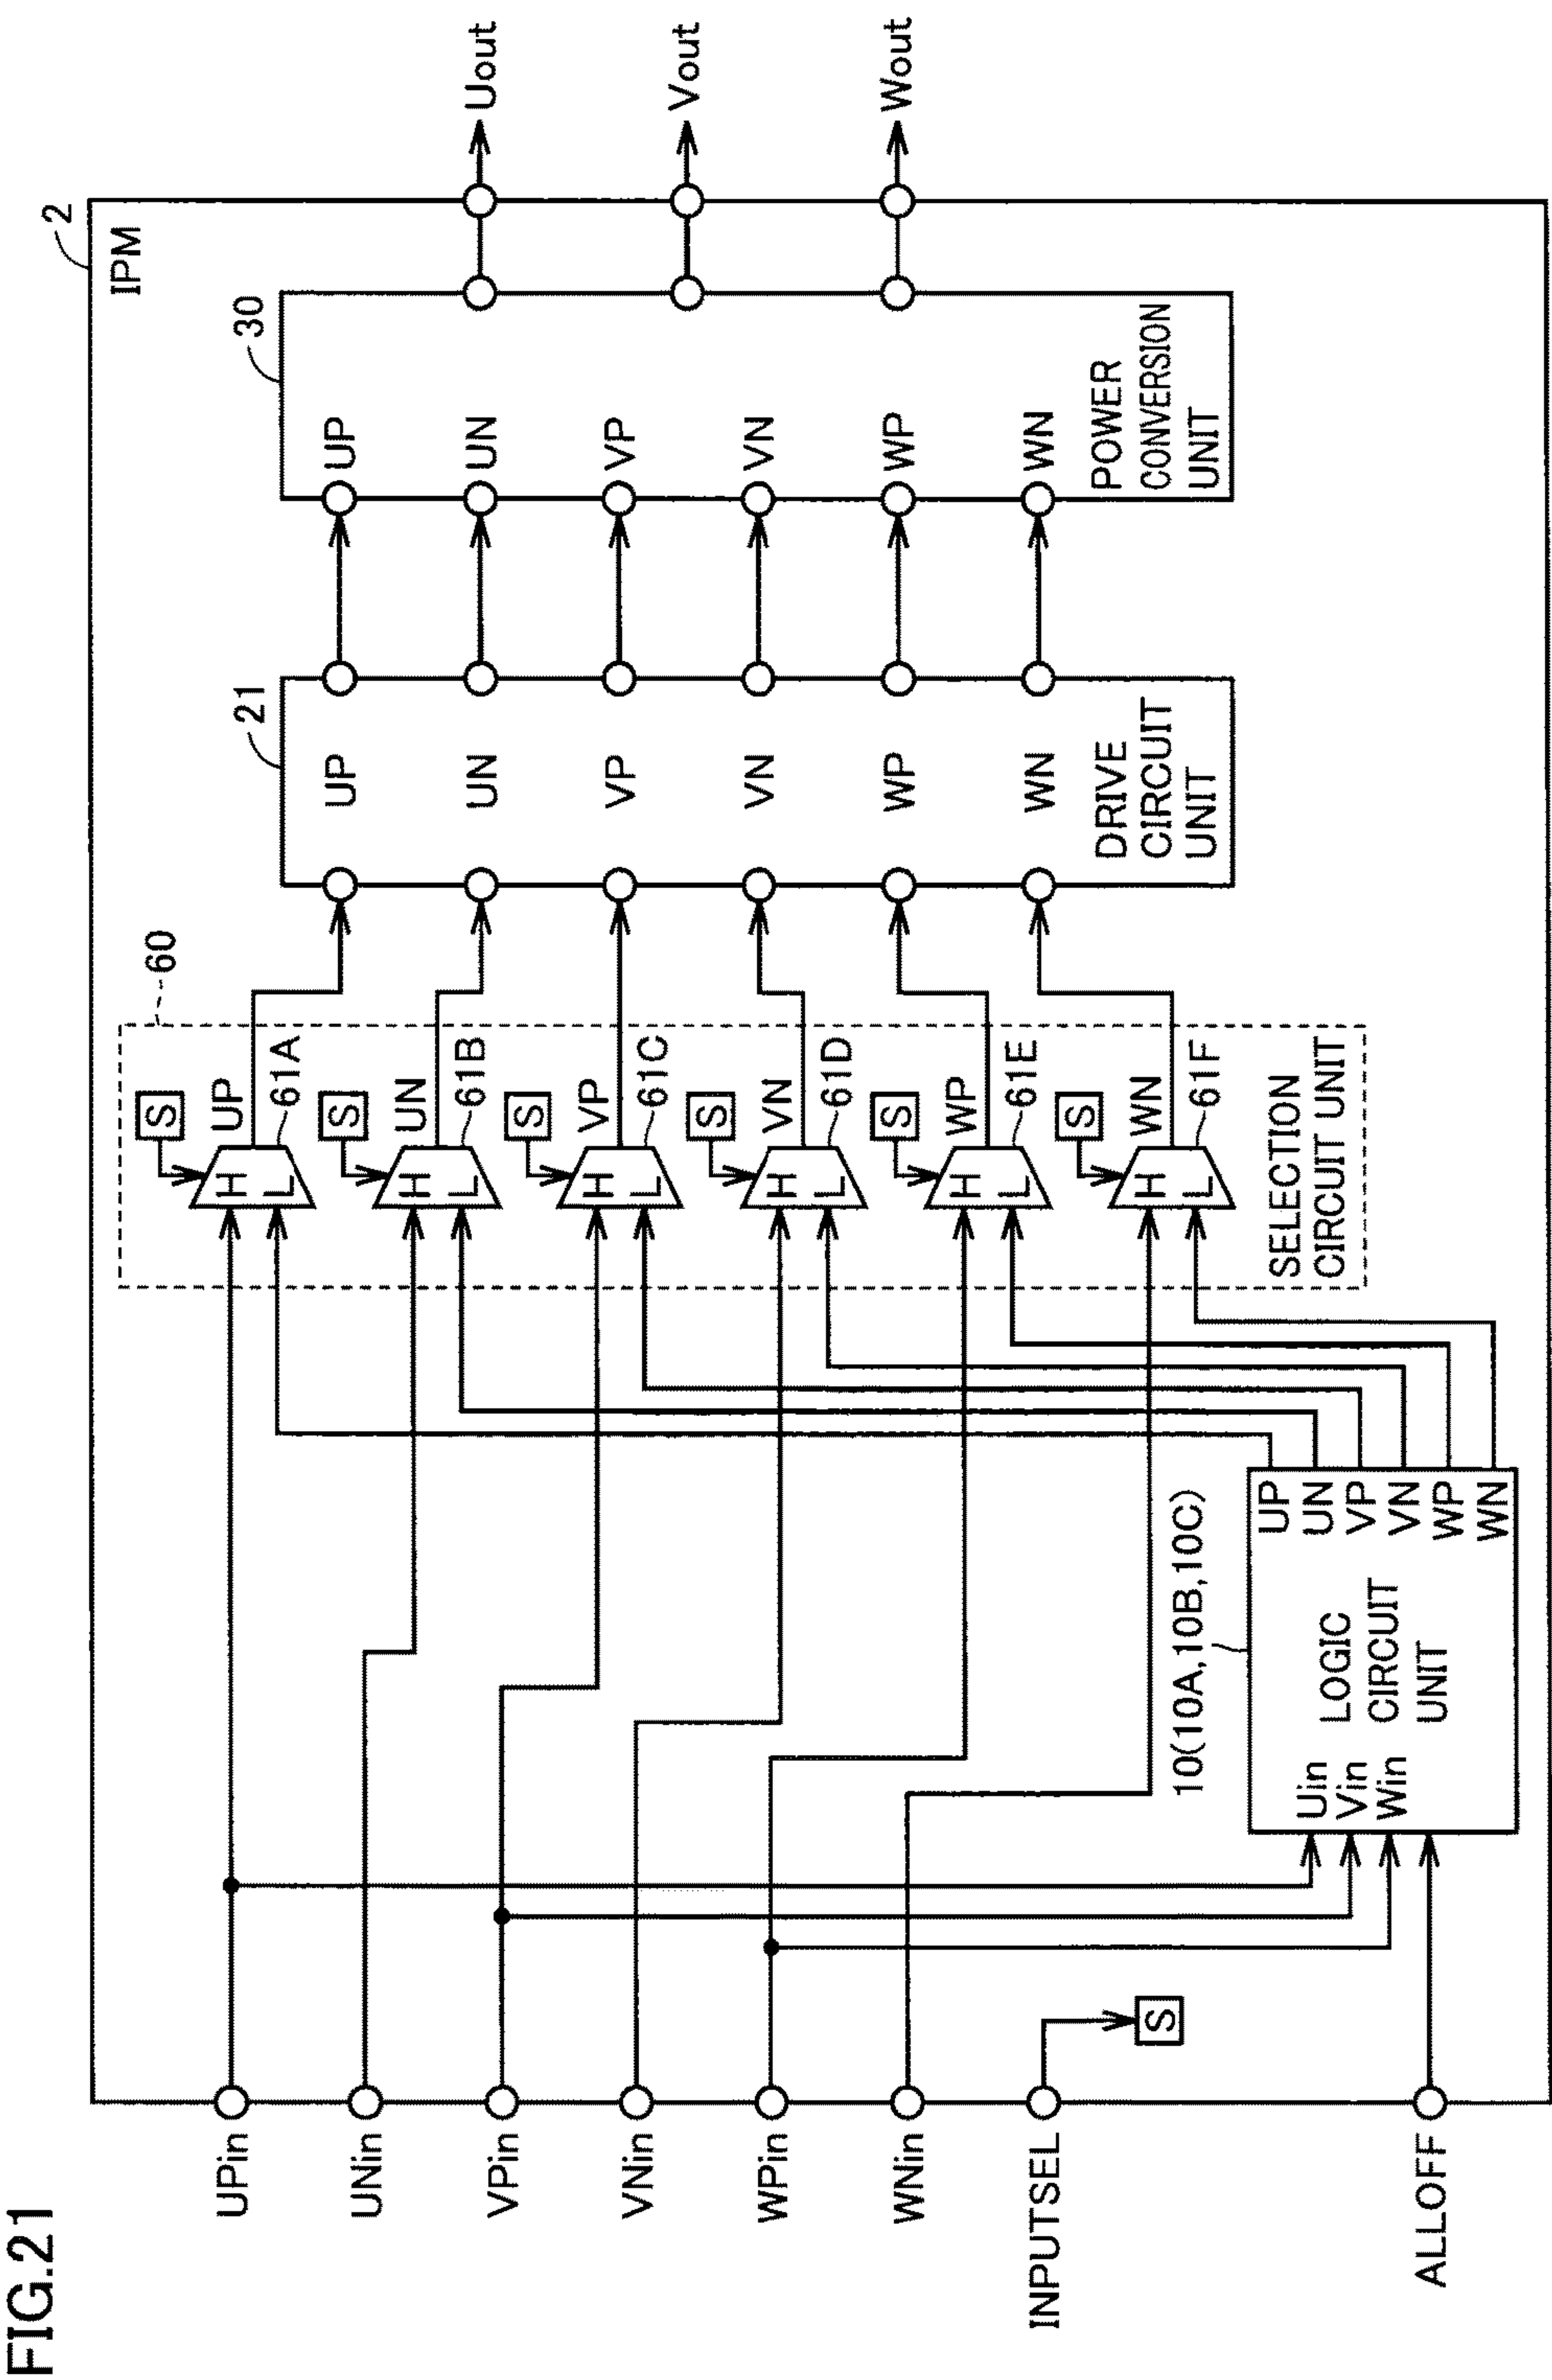 FIG.21
2
IPM
UPin
UNin
VPin
VNin
WPin
WNin
INPUTSEL
ALLOFF
S
10(10A,10B,10C)
Uin
Vin
Win
LOGIC
CIRCUIT
UNIT
UP
UN
VP
VN
WP
WN
60
S
UP
H
L
61A
S
UN
H
L
61B
S
VP
H
L
61C
S
VN
H
L
61D
S
WP
H
L
61E
S
WN
H
L
61F
SELECTION
CIRCUIT UNIT
21
UP
UN
VP
VN
WP
WN
DRIVE
CIRCUIT
UNIT
30
UP
UN
VP
VN
WP
WN
POWER
CONVERSION
UNIT
Uout
Vout
Wout